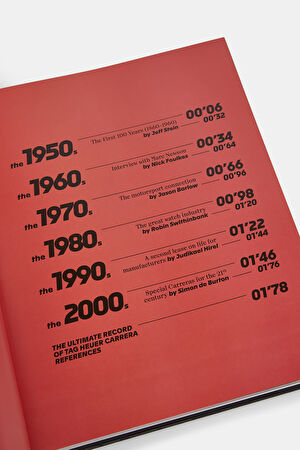 the 1950s 00'06
The First 100 Years (1860-1960)
by Jeff Stein 00'32
the 1960s 00'34
Interview with Marc Newson
by Nick Foulkes 00'64
the 1970s 00'66
The motorsport connection
by Jason Barlow 00'96
the 1980s 00'98
The great watch industry
by Robin Swithinbank 01'20
the 1990s 01'22
A second lease on life for
manufacturers by Judikael Hirel 01'44
the 2000s 01'46
Special Carreras for the 21st
century by Simon de Burton 01'76
THE ULTIMATE RECORD 01'78
OF TAG HEUER CARRERA
REFERENCES